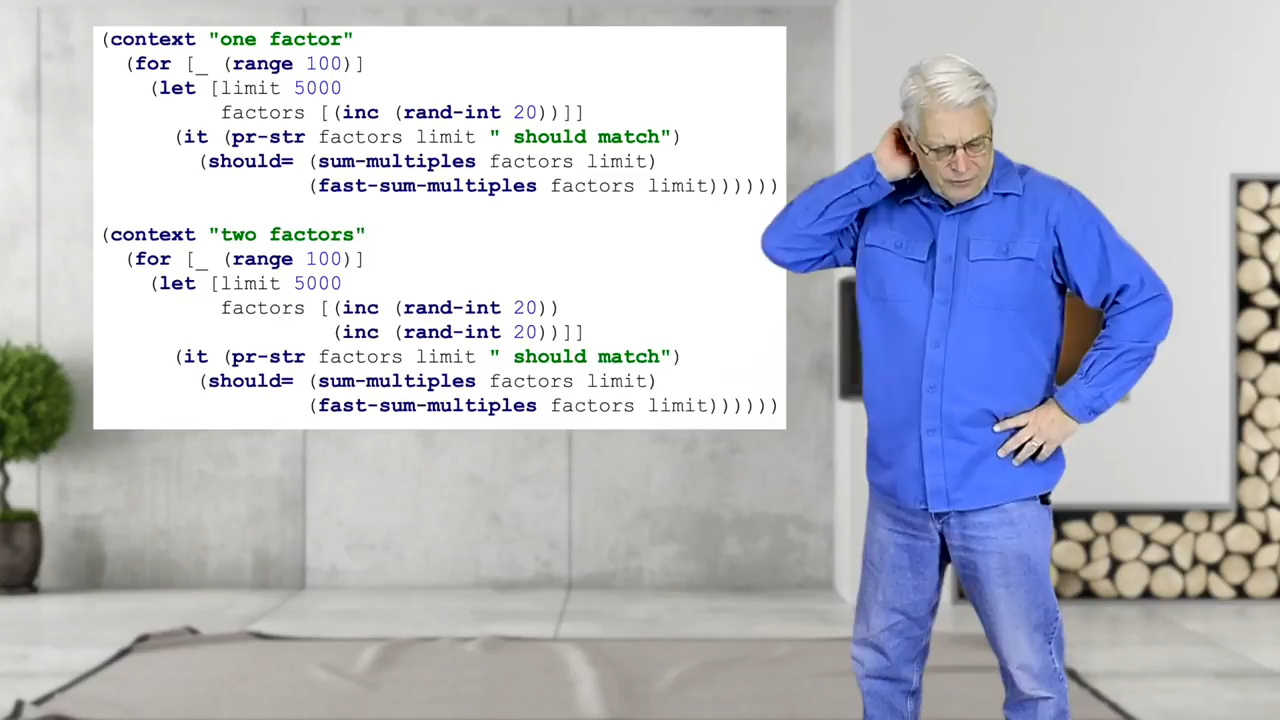 (context "one factor"
  (for [_ (range 100)]
    (let [limit 5000
          factors [(inc (rand-int 20))]]
      (it (pr-str factors limit " should match")
        (should= (sum-multiples factors limit)
                 (fast-sum-multiples factors limit))))))

(context "two factors"
  (for [_ (range 100)]
    (let [limit 5000
          factors [(inc (rand-int 20))
                   (inc (rand-int 20))]]
      (it (pr-str factors limit " should match")
        (should= (sum-multiples factors limit)
                 (fast-sum-multiples factors limit))))))